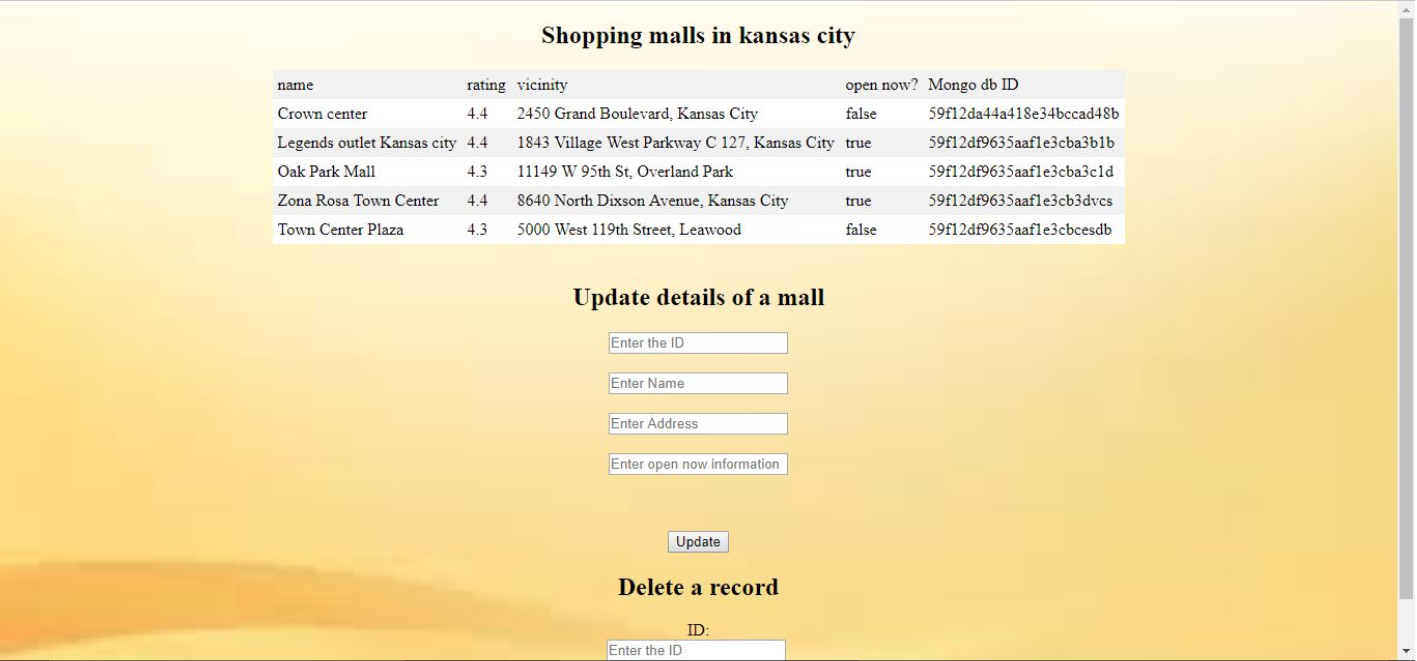 Shopping malls in kansas city
name rating vicinity open now? Mongo db ID
Crown center 4.4 2450 Grand Boulevard, Kansas City false 59f12da44a418e34bccad48b
Legends outlet Kansas city 4.4 1843 Village West Parkway C 127, Kansas City true 59f12df9635aaf1e3cba3b1b
Oak Park Mall 4.3 11149 W 95th St, Overland Park true 59f12df9635aaf1e3cba3c1d
Zona Rosa Town Center 4.4 8640 North Dixson Avenue, Kansas City true 59f12df9635aaf1e3cb3dvcs
Town Center Plaza 4.3 5000 West 119th Street, Leawood false 59f12df9635aaf1e3cbcesdb
Update details of a mall
Enter the ID
Enter Name
Enter Address
Enter open now information
Update
Delete a record
ID:
Enter the ID